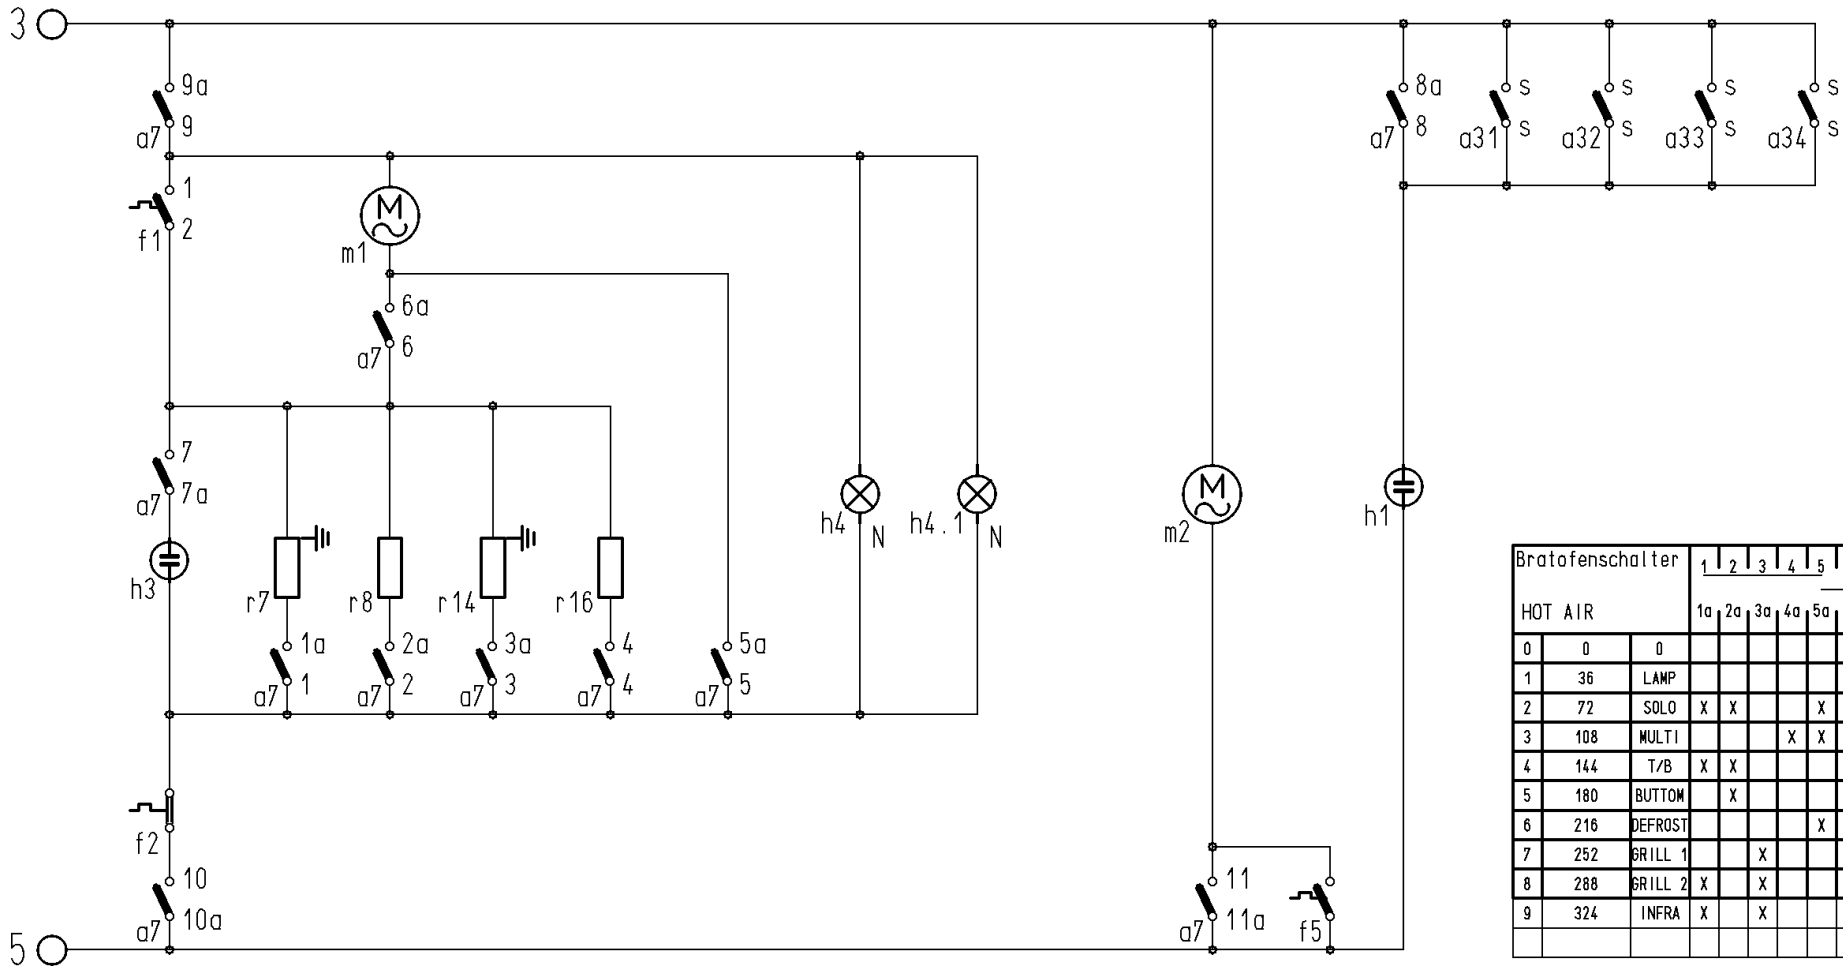 3
9a
9
a7
1
2
f1
M
m1
6a
6
a7
7
7a
a7
h3
r7
r8
r14
r16
1a
1
a7
2a
2
a7
3a
3
a7
4
4
a7
5a
5
a7
h4
N
h4.1
N
M
m2
8a
8
a7
s
s
a31
s
s
a32
s
s
a33
s
s
a34
h1
f2
10
10a
a7
11
11a
a7
f5
5
Bratofenschalter 1 2 3 4 5
HOT AIR 1a 2a 3a 4a 5a
0 0 0
1 36 LAMP
2 72 SOLO X X X
3 108 MULTI X X
4 144 T/B X X
5 180 BUTTOM X
6 216 DEFROST X
7 252 GRILL 1 X
8 288 GRILL 2 X X
9 324 INFRA X X